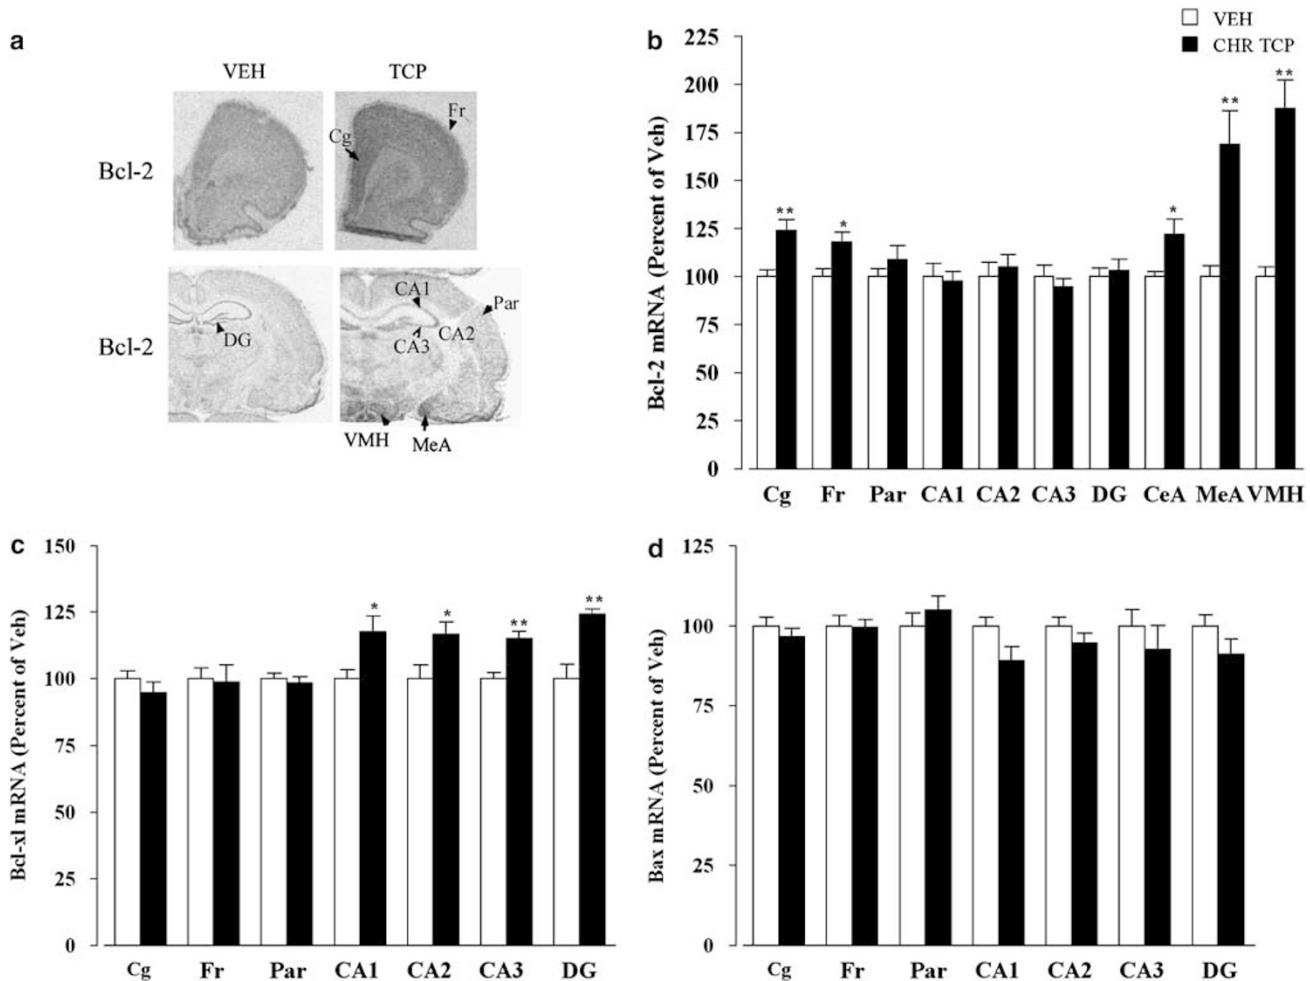 a
VEH TCP
Bcl-2
Cg
Fr
Bcl-2
DG
CA1
CA3
CA2
Par
VMH
MeA
b
VEH
CHR TCP
Bcl-2 mRNA (Percent of Veh)
225
200
175
150
125
100
75
50
25
0
** * * ** **
Cg Fr Par CA1 CA2 CA3 DG CeA MeA VMH
c
Bcl-xl mRNA (Percent of Veh)
150
125
100
75
50
25
0
* * ** **
Cg Fr Par CA1 CA2 CA3 DG
d
Bax mRNA (Percent of Veh)
125
100
75
50
25
0
Cg Fr Par CA1 CA2 CA3 DG